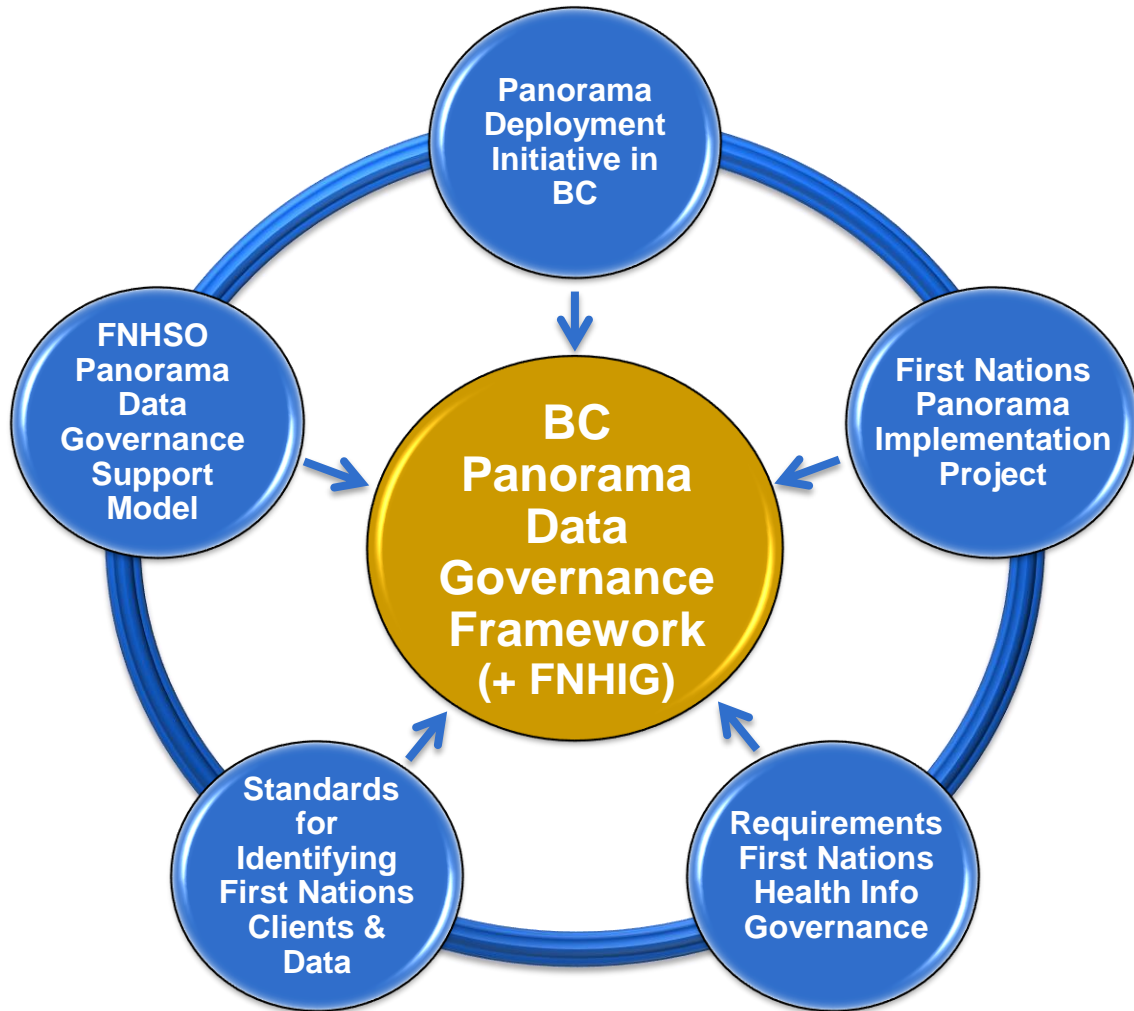 Panorama
Deployment
Initiative in
BC
FNHSO
Panorama
Data
Governance
Support
Model
First Nations
Panorama
Implementation
Project
BC
Panorama
Data
Governance
Framework
(+ FNHIG)
Standards
for
Identifying
First Nations
Clients &
Data
Requirements
First Nations
Health Info
Governance